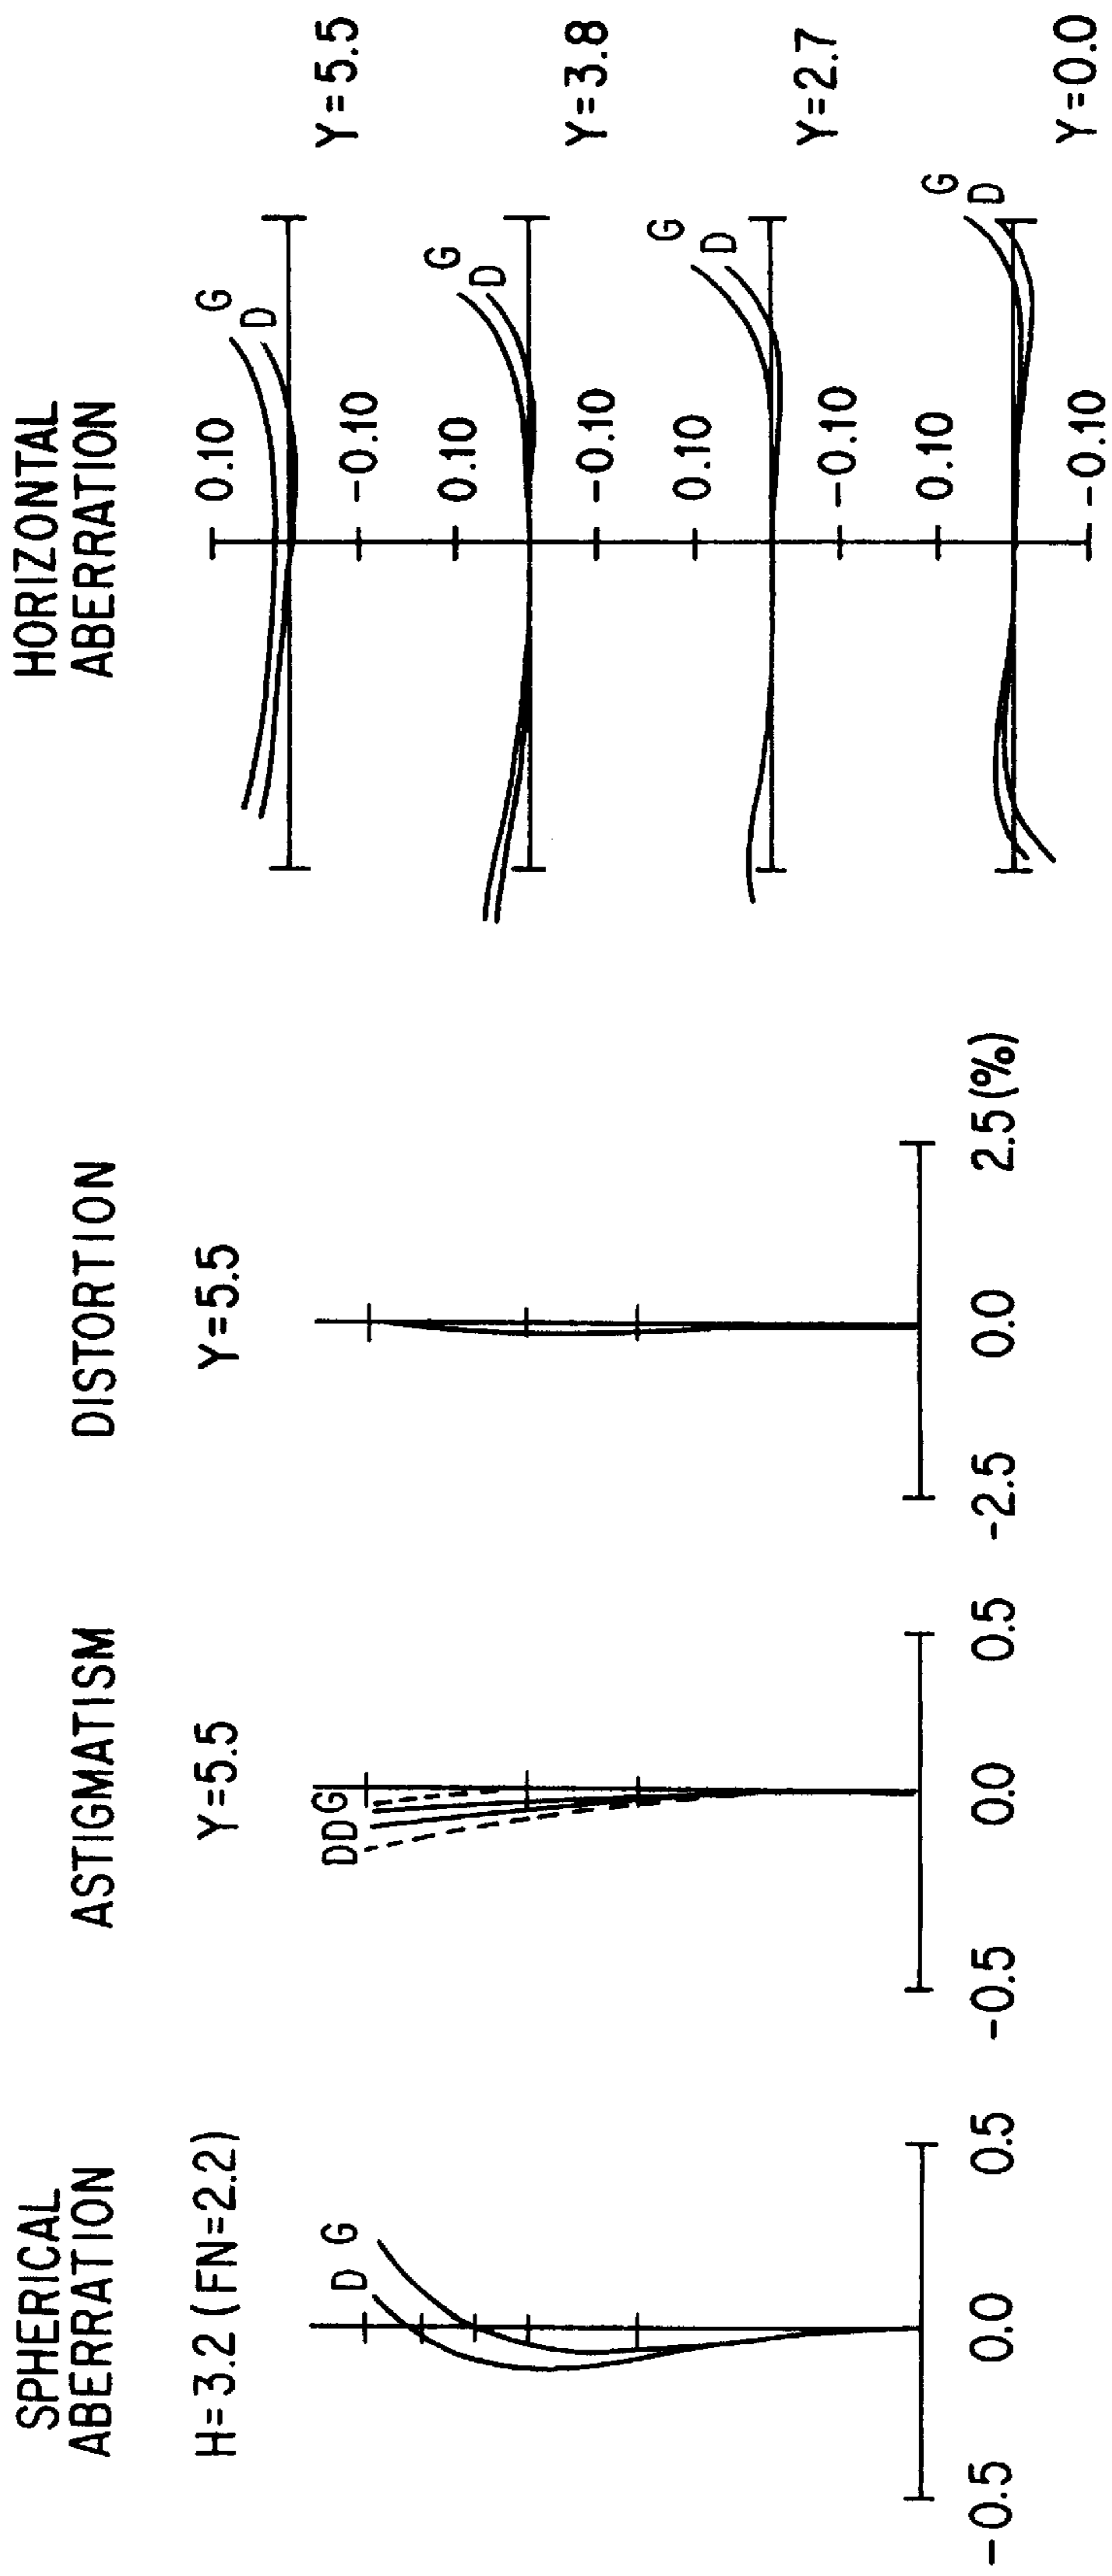 SPHERICAL
ABERRATION
H=3.2 (FN=2.2)
D
G
-0.5
0.0
0.5
ASTIGMATISM
Y=5.5
D
D
G
-0.5
0.0
0.5
DISTORTION
Y=5.5
-2.5
0.0
2.5(%)
HORIZONTAL
ABERRATION
0.10
G
D
-0.10
Y=5.5
0.10
G
D
-0.10
Y=3.8
0.10
G
D
-0.10
Y=2.7
0.10
G
D
-0.10
Y=0.0